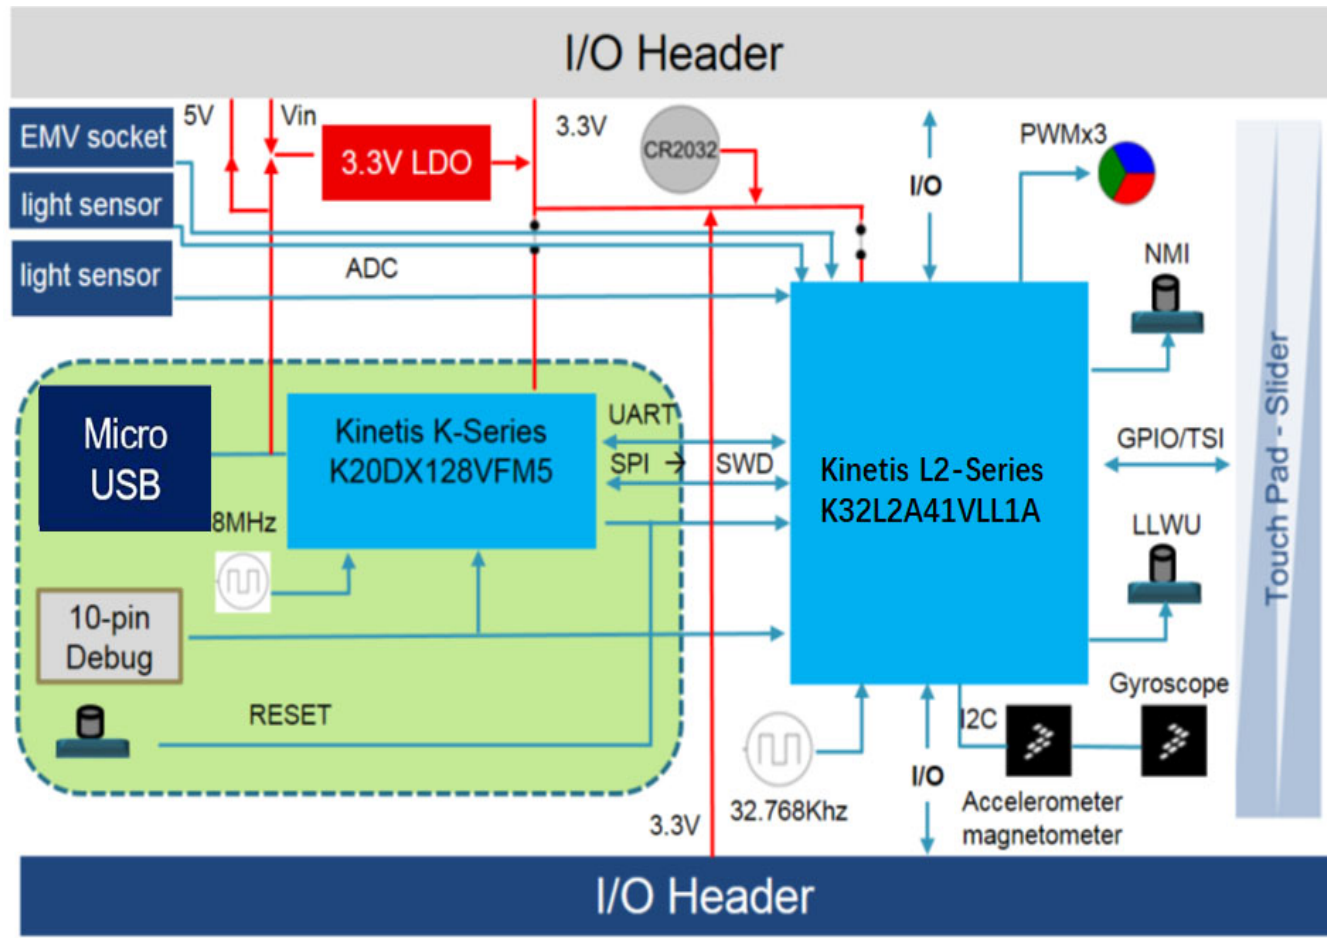 I/O Header
5V
Vin
3.3V
EMV socket
3.3V LDO
CR2032
PWMx3
light sensor
I/O
light sensor
ADC
NMI
Micro
USB
Kinetis K-Series
K20DX128VFM5
UART
SPI → SWD
Kinetis L2-Series
K32L2A41VLL1A
GPIO/TSI
Touch Pad - Slider
8MHz
LLWU
10-pin
Debug
RESET
I2C
Gyroscope
I/O
32.768Khz
3.3V
Accelerometer
magnetometer
I/O Header